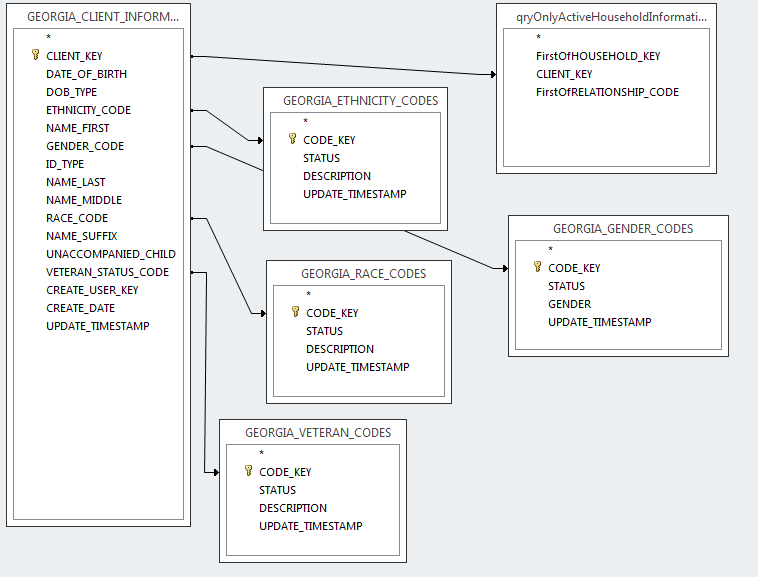 GEORGIA_CLIENT_INFORM...
*
CLIENT_KEY
DATE_OF_BIRTH
DOB_TYPE
ETHNICITY_CODE
NAME_FIRST
GENDER_CODE
ID_TYPE
NAME_LAST
NAME_MIDDLE
RACE_CODE
NAME_SUFFIX
UNACCOMPANIED_CHILD
VETERAN_STATUS_CODE
CREATE_USER_KEY
CREATE_DATE
UPDATE_TIMESTAMP
qryOnlyActiveHouseholdInformati...
*
FirstOfHOUSEHOLD_KEY
CLIENT_KEY
FirstOfRELATIONSHIP_CODE
GEORGIA_ETHNICITY_CODES
*
CODE_KEY
STATUS
DESCRIPTION
UPDATE_TIMESTAMP
GEORGIA_GENDER_CODES
*
CODE_KEY
STATUS
GENDER
UPDATE_TIMESTAMP
GEORGIA_RACE_CODES
*
CODE_KEY
STATUS
DESCRIPTION
UPDATE_TIMESTAMP
GEORGIA_VETERAN_CODES
*
CODE_KEY
STATUS
DESCRIPTION
UPDATE_TIMESTAMP